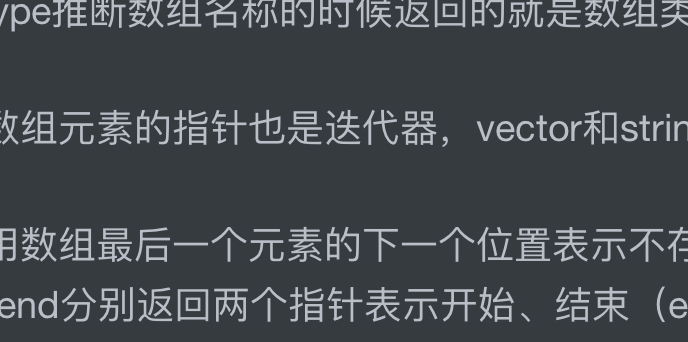 ype推断数组名称的时候返回的就是数组类
数组元素的指针也是迭代器，vector和strin
用数组最后一个元素的下一个位置表示不存
end分别返回两个指针表示开始、结束（e